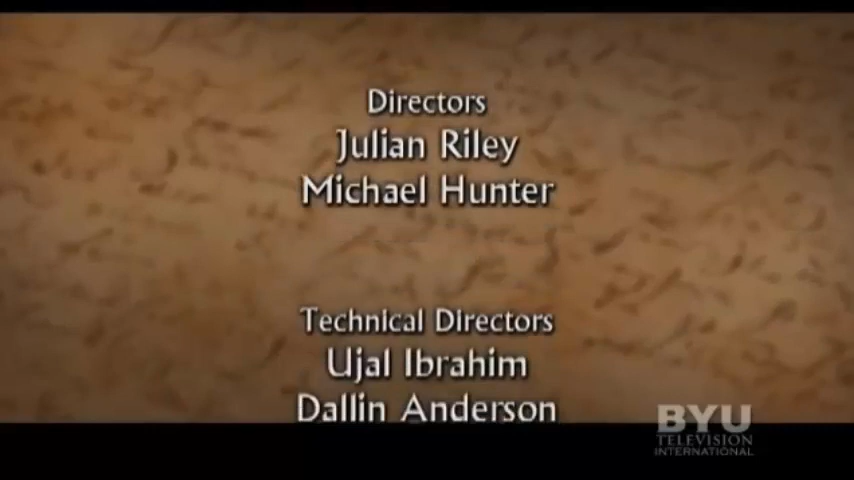 Directors
Julian Riley
Michael Hunter
Technical Directors
Ujal Ibrahim
Dallin Anderson
BYU
TELEVISION
INTERNATIONAL